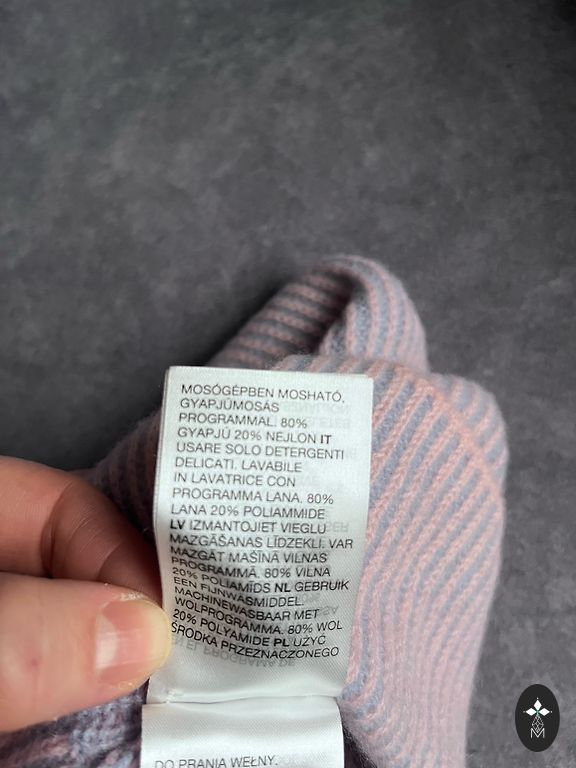 MOSÓGÉPBEN MOSHATÓ,
GYAPJÚMOSÁS
PROGRAMMAL. 80%
GYAPJÚ 20% NEJLON IT
USARE SOLO DETERGENTI
DELICATI. LAVABILE
IN LAVATRICE CON
PROGRAMMA LANA. 80%
LANA 20% POLIAMMIDE
LV IZMANTOJIET VIEGLU
MAZGĀŠANAS LĪDZEKLI. VAR
MAZGĀT MAŠĪNĀ VILNAS
PROGRAMMĀ. 80% VILNA
20% POLIAMĪDS NL GEBRUIK
EEN FIJNWASMIDDEL.
MACHINEWASBAAR MET
WOLPROGRAMMA. 80% WOL
20% POLYAMIDE PL UŻYĆ
ŚRODKA PRZEZNACZONEGO
DO PRANIA WEŁNY.
M